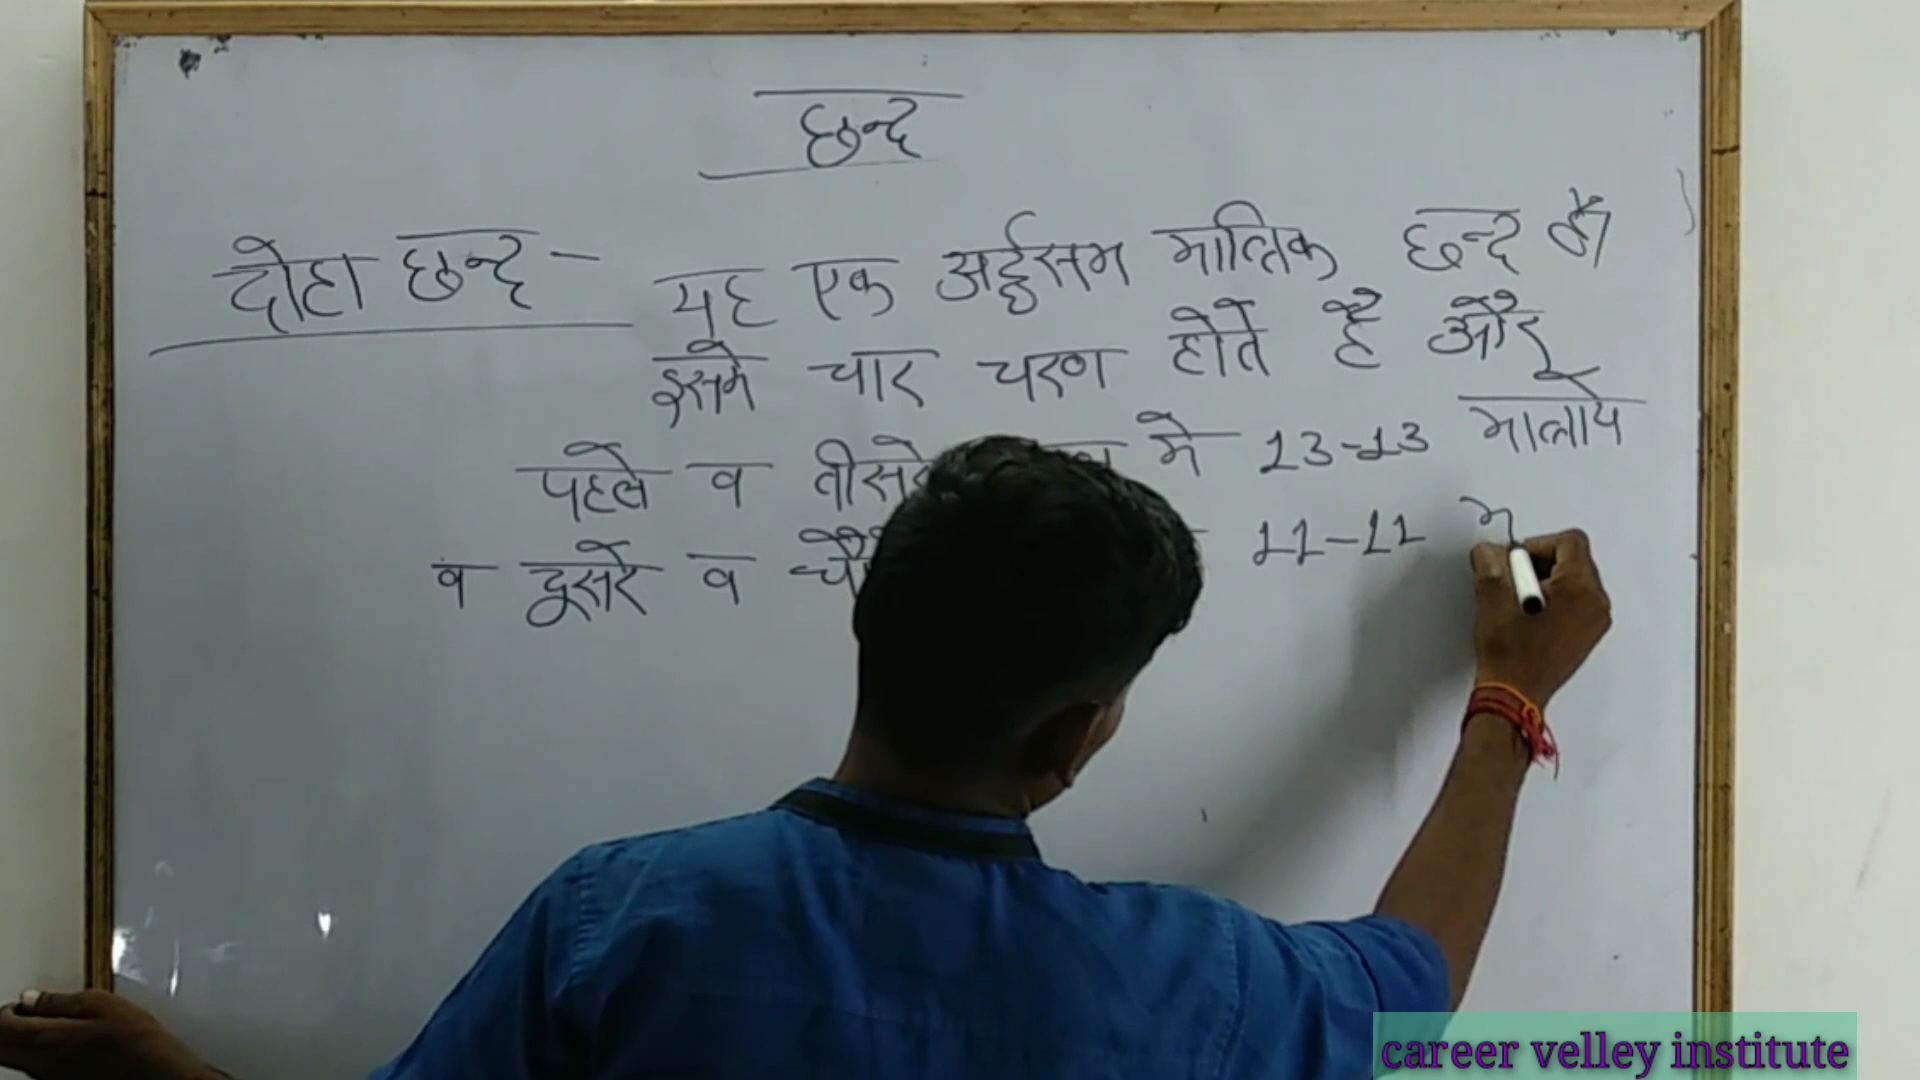 छन्द
दोहा छन्द - यह एक अर्द्धसम मात्रिक छन्द है
इसमे चार चरण होते है और
पहले व तीसरे में 13-13 मात्राये
व दूसरे व 11-11
career velley institute